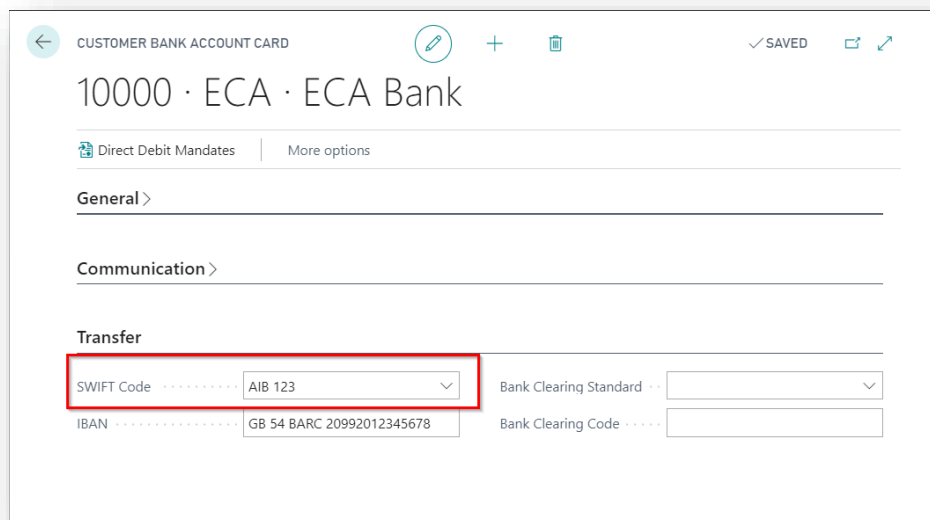 CUSTOMER BANK ACCOUNT CARD
SAVED
10000 · ECA · ECA Bank
Direct Debit Mandates
More options
General
Communication
Transfer
SWIFT Code AIB 123 Bank Clearing Standard
IBAN GB 54 BARC 20992012345678 Bank Clearing Code